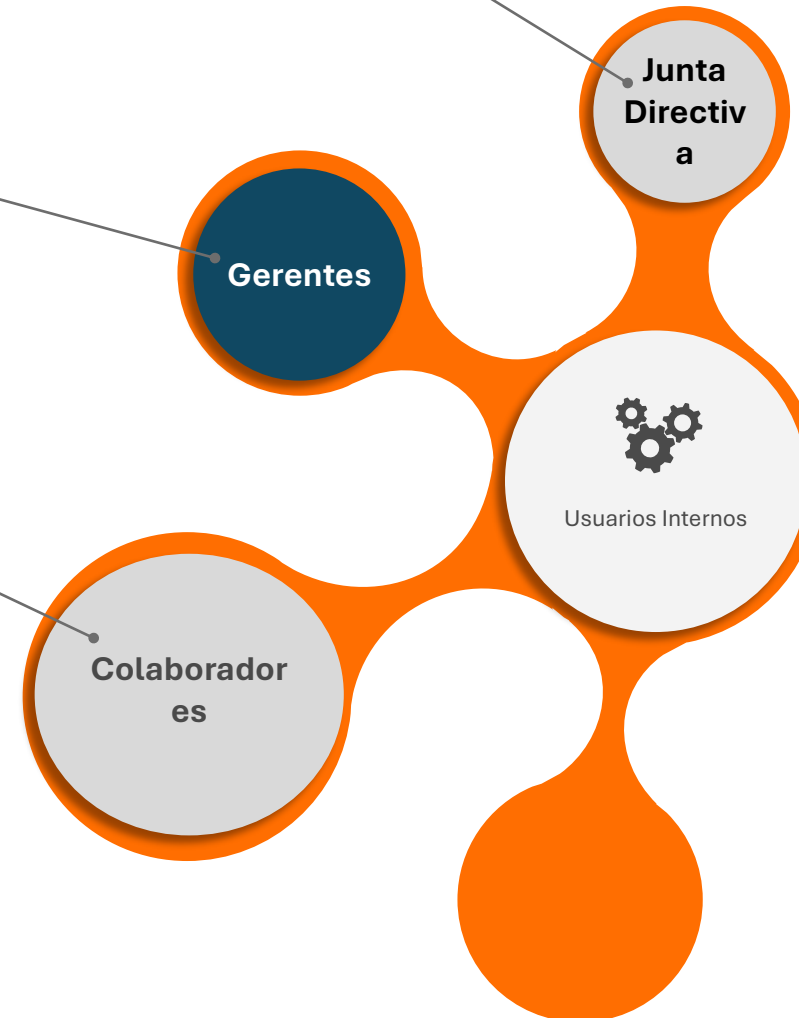 Junta
Directiv
a
Gerentes
Usuarios Internos
Colaborador
es